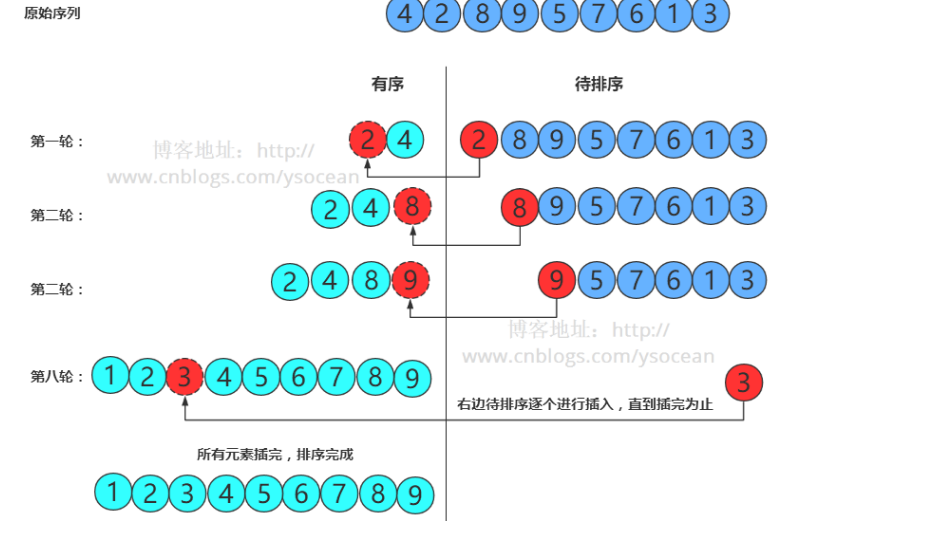 原始序列 4 2 8 9 5 7 6 1 3
有序 待排序
第一轮： 2 4 2 8 9 5 7 6 1 3
博客地址：http://
www.cnblogs.com/ysocean
第二轮： 2 4 8 8 9 5 7 6 1 3
第二轮： 2 4 8 9 9 5 7 6 1 3
博客地址：http://
www.cnblogs.com/ysocean
第八轮： 1 2 3 4 5 6 7 8 9 3
右边待排序逐个进行插入，直到插完为止
所有元素插完，排序完成
1 2 3 4 5 6 7 8 9